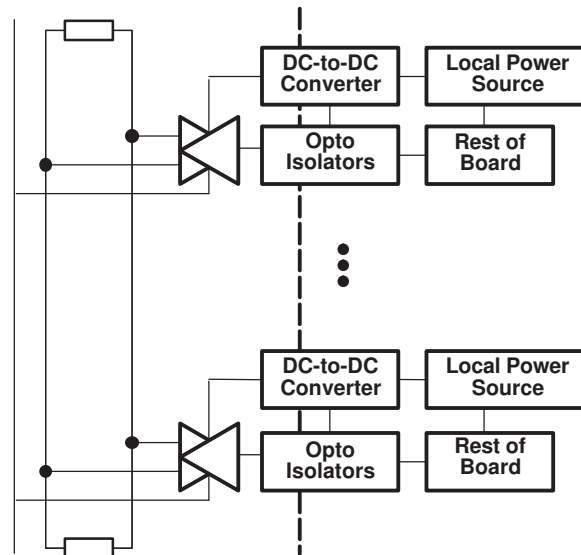 DC-to-DC
Converter
Local Power
Source
Opto
Isolators
Rest of
Board
DC-to-DC
Converter
Local Power
Source
Opto
Isolators
Rest of
Board